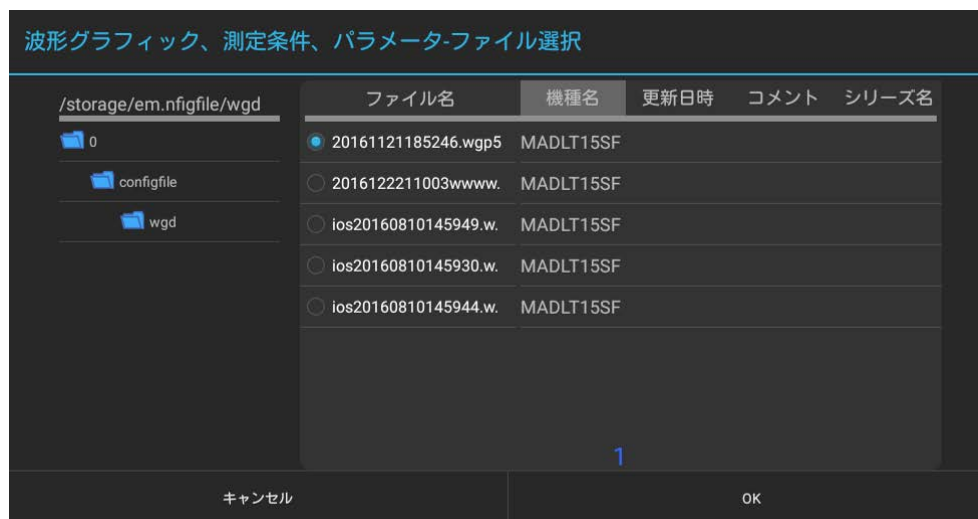 波形グラフィック、測定条件、パラメータ-ファイル選択
/storage/em.nfigfile/wgd
0
configfile
wgd
ファイル名 機種名 更新日時 コメント シリーズ名
20161121185246.wgp5 MADLT15SF
2016122211003wwww. MADLT15SF
ios20160810145949.w. MADLT15SF
ios20160810145930.w. MADLT15SF
ios20160810145944.w. MADLT15SF
1
キャンセル OK